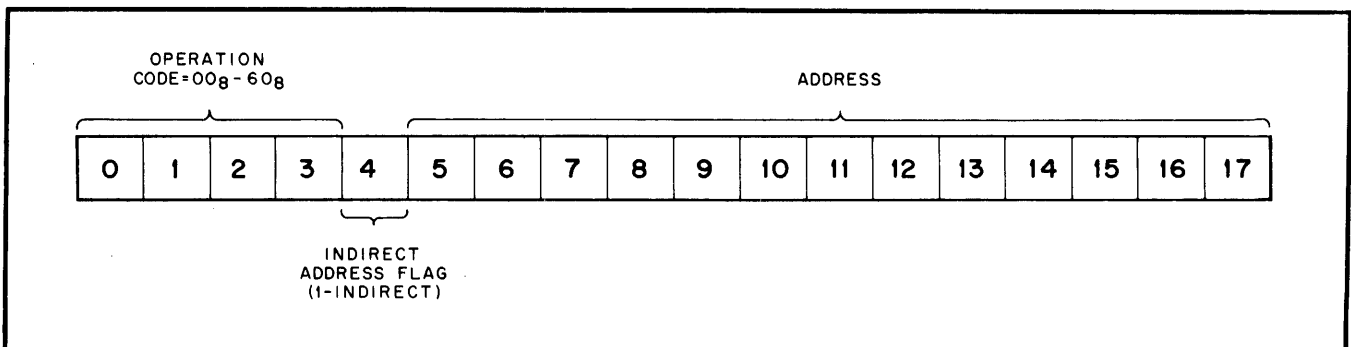 OPERATION
CODE=00₈-60₈
ADDRESS
0 1 2 3 4 5 6 7 8 9 10 11 12 13 14 15 16 17
INDIRECT
ADDRESS FLAG
(1-INDIRECT)